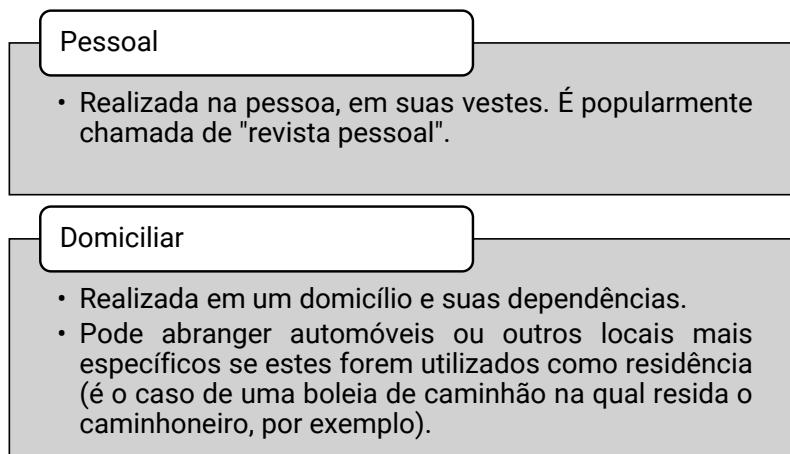 Pessoal
• Realizada na pessoa, em suas vestes. É popularmente
chamada de "revista pessoal".
Domiciliar
• Realizada em um domicílio e suas dependências.
• Pode abranger automóveis ou outros locais mais
específicos se estes forem utilizados como residência
(é o caso de uma boleia de caminhão na qual resida o
caminhoneiro, por exemplo).